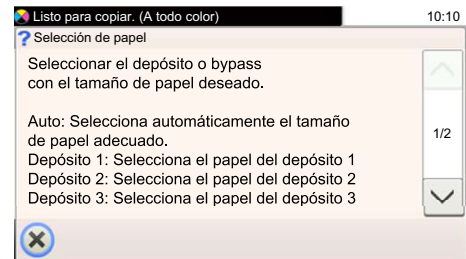 Listo para copiar. (A todo color)
10:10
? Selección de papel
Seleccionar el depósito o bypass
con el tamaño de papel deseado.
Auto: Selecciona automáticamente el tamaño
de papel adecuado.
1/2
Depósito 1: Selecciona el papel del depósito 1
Depósito 2: Selecciona el papel del depósito 2
Depósito 3: Selecciona el papel del depósito 3